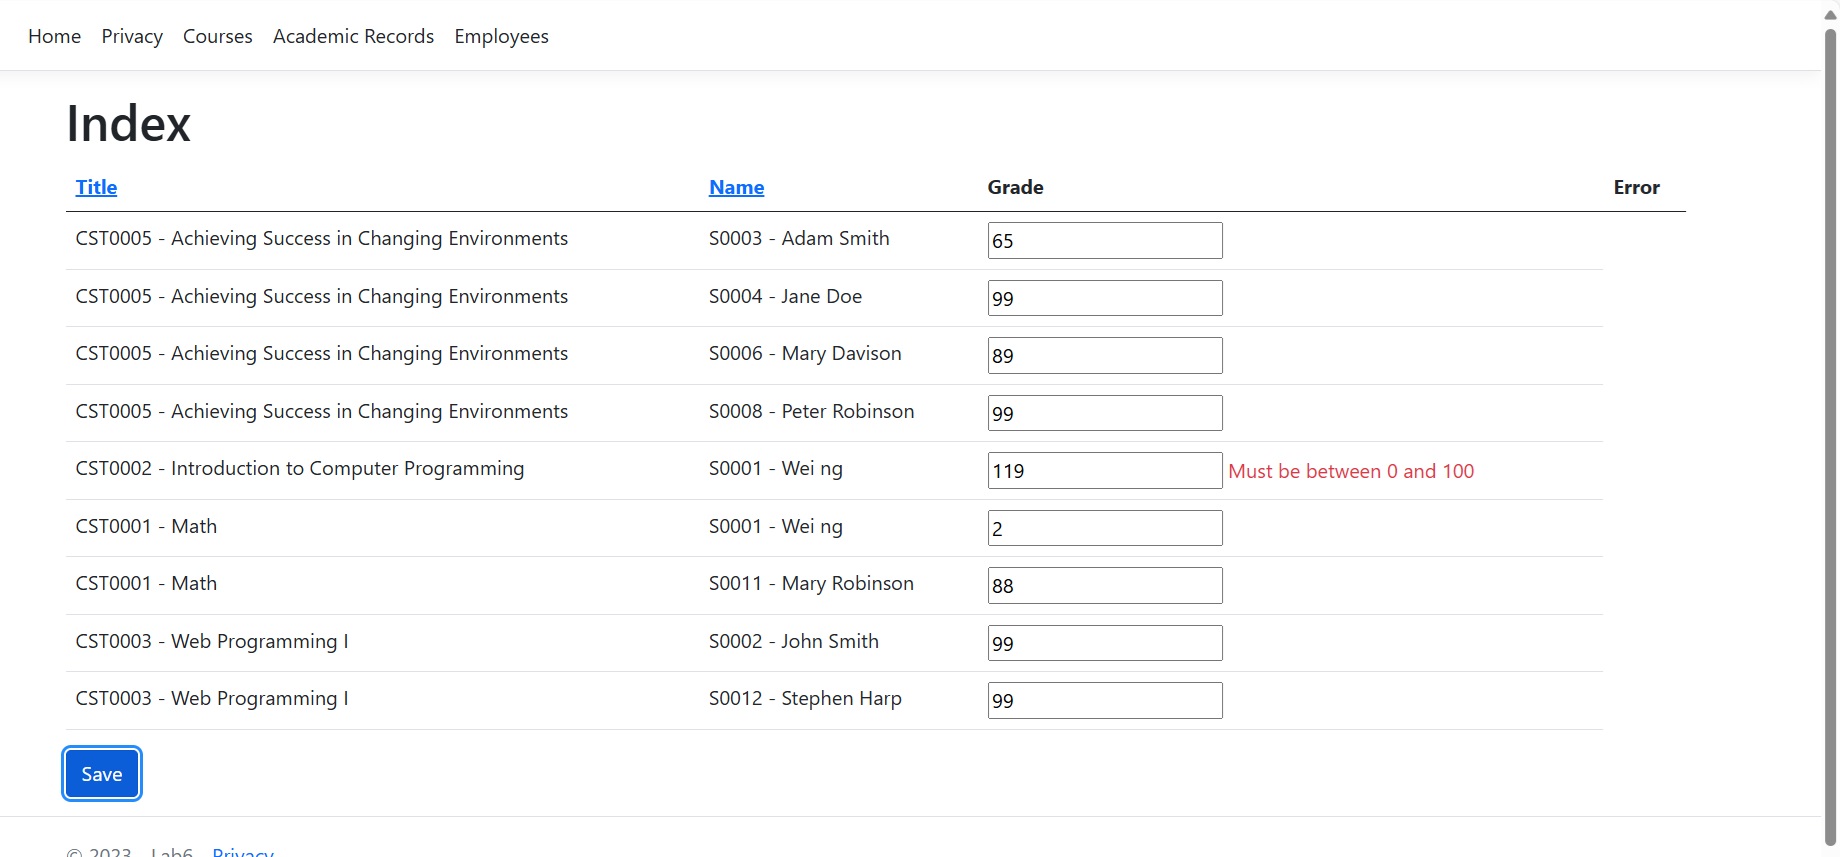 Home Privacy Courses Academic Records Employees
Index
Title Name Grade Error
CST0005 - Achieving Success in Changing Environments S0003 - Adam Smith 65
CST0005 - Achieving Success in Changing Environments S0004 - Jane Doe 99
CST0005 - Achieving Success in Changing Environments S0006 - Mary Davison 89
CST0005 - Achieving Success in Changing Environments S0008 - Peter Robinson 99
CST0002 - Introduction to Computer Programming S0001 - Wei ng 119 Must be between 0 and 100
CST0001 - Math S0001 - Wei ng 2
CST0001 - Math S0011 - Mary Robinson 88
CST0003 - Web Programming I S0002 - John Smith 99
CST0003 - Web Programming I S0012 - Stephen Harp 99
Save
© 2023 - Lab6 - Privacy